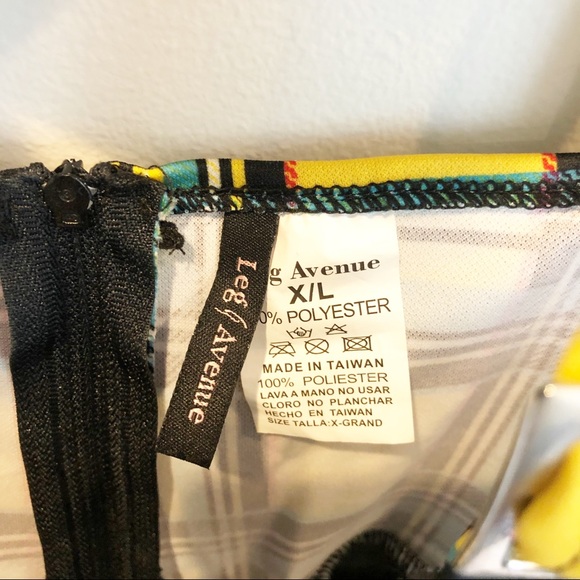 Leg Avenue
g Avenue
X/L
0% POLYESTER
MADE IN TAIWAN
100% POLIESTER
LAVA A MANO NO USAR
CLORO NO PLANCHAR
HECHO EN TAIWAN
SIZE TALLA:X-GRAND